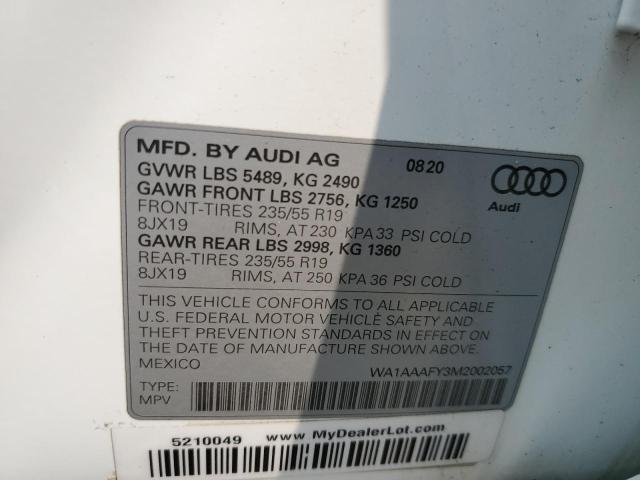 MFD. BY AUDI AG 0820
GVWR LBS 5489, KG 2490
GAWR FRONT LBS 2756, KG 1250
FRONT-TIRES 235/55 R19
8JX19 RIMS, AT 230 KPA 33 PSI COLD
GAWR REAR LBS 2998, KG 1360
REAR-TIRES 235/55 R19
8JX19 RIMS, AT 250 KPA 36 PSI COLD
Audi
THIS VEHICLE CONFORMS TO ALL APPLICABLE
U.S. FEDERAL MOTOR VEHICLE SAFETY AND
THEFT PREVENTION STANDARDS IN EFFECT ON
THE DATE OF MANUFACTURE SHOWN ABOVE.
MEXICO WA1AAAFY3M2002057
TYPE:
MPV
5210049 www.MyDealerLot.com